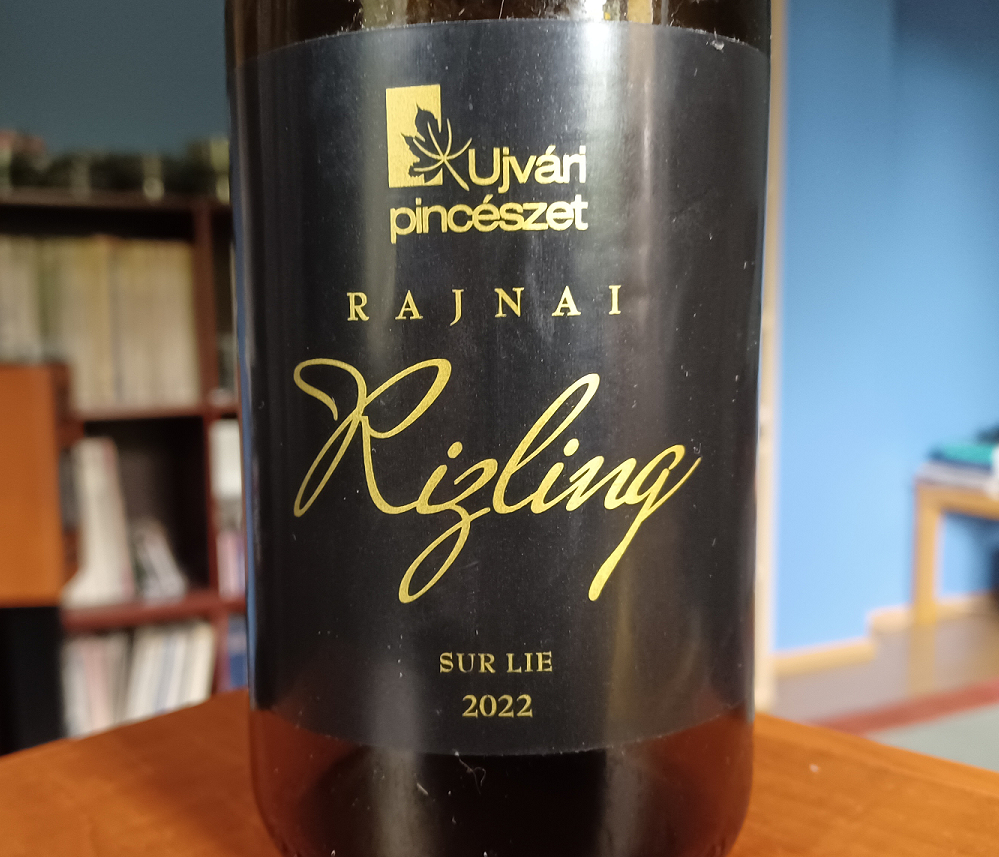 Ujvári
pincészet
RAJNAI
Rizling
SUR LIE
2022